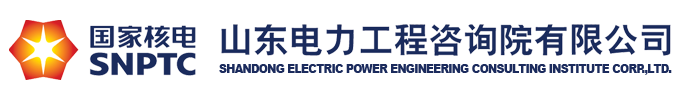 国家核电
SNPTC
山东电力工程咨询院有限公司
SHANDONG ELECTRIC POWER ENGINEERING CONSULTING INSTITUTE CORP.,LTD.